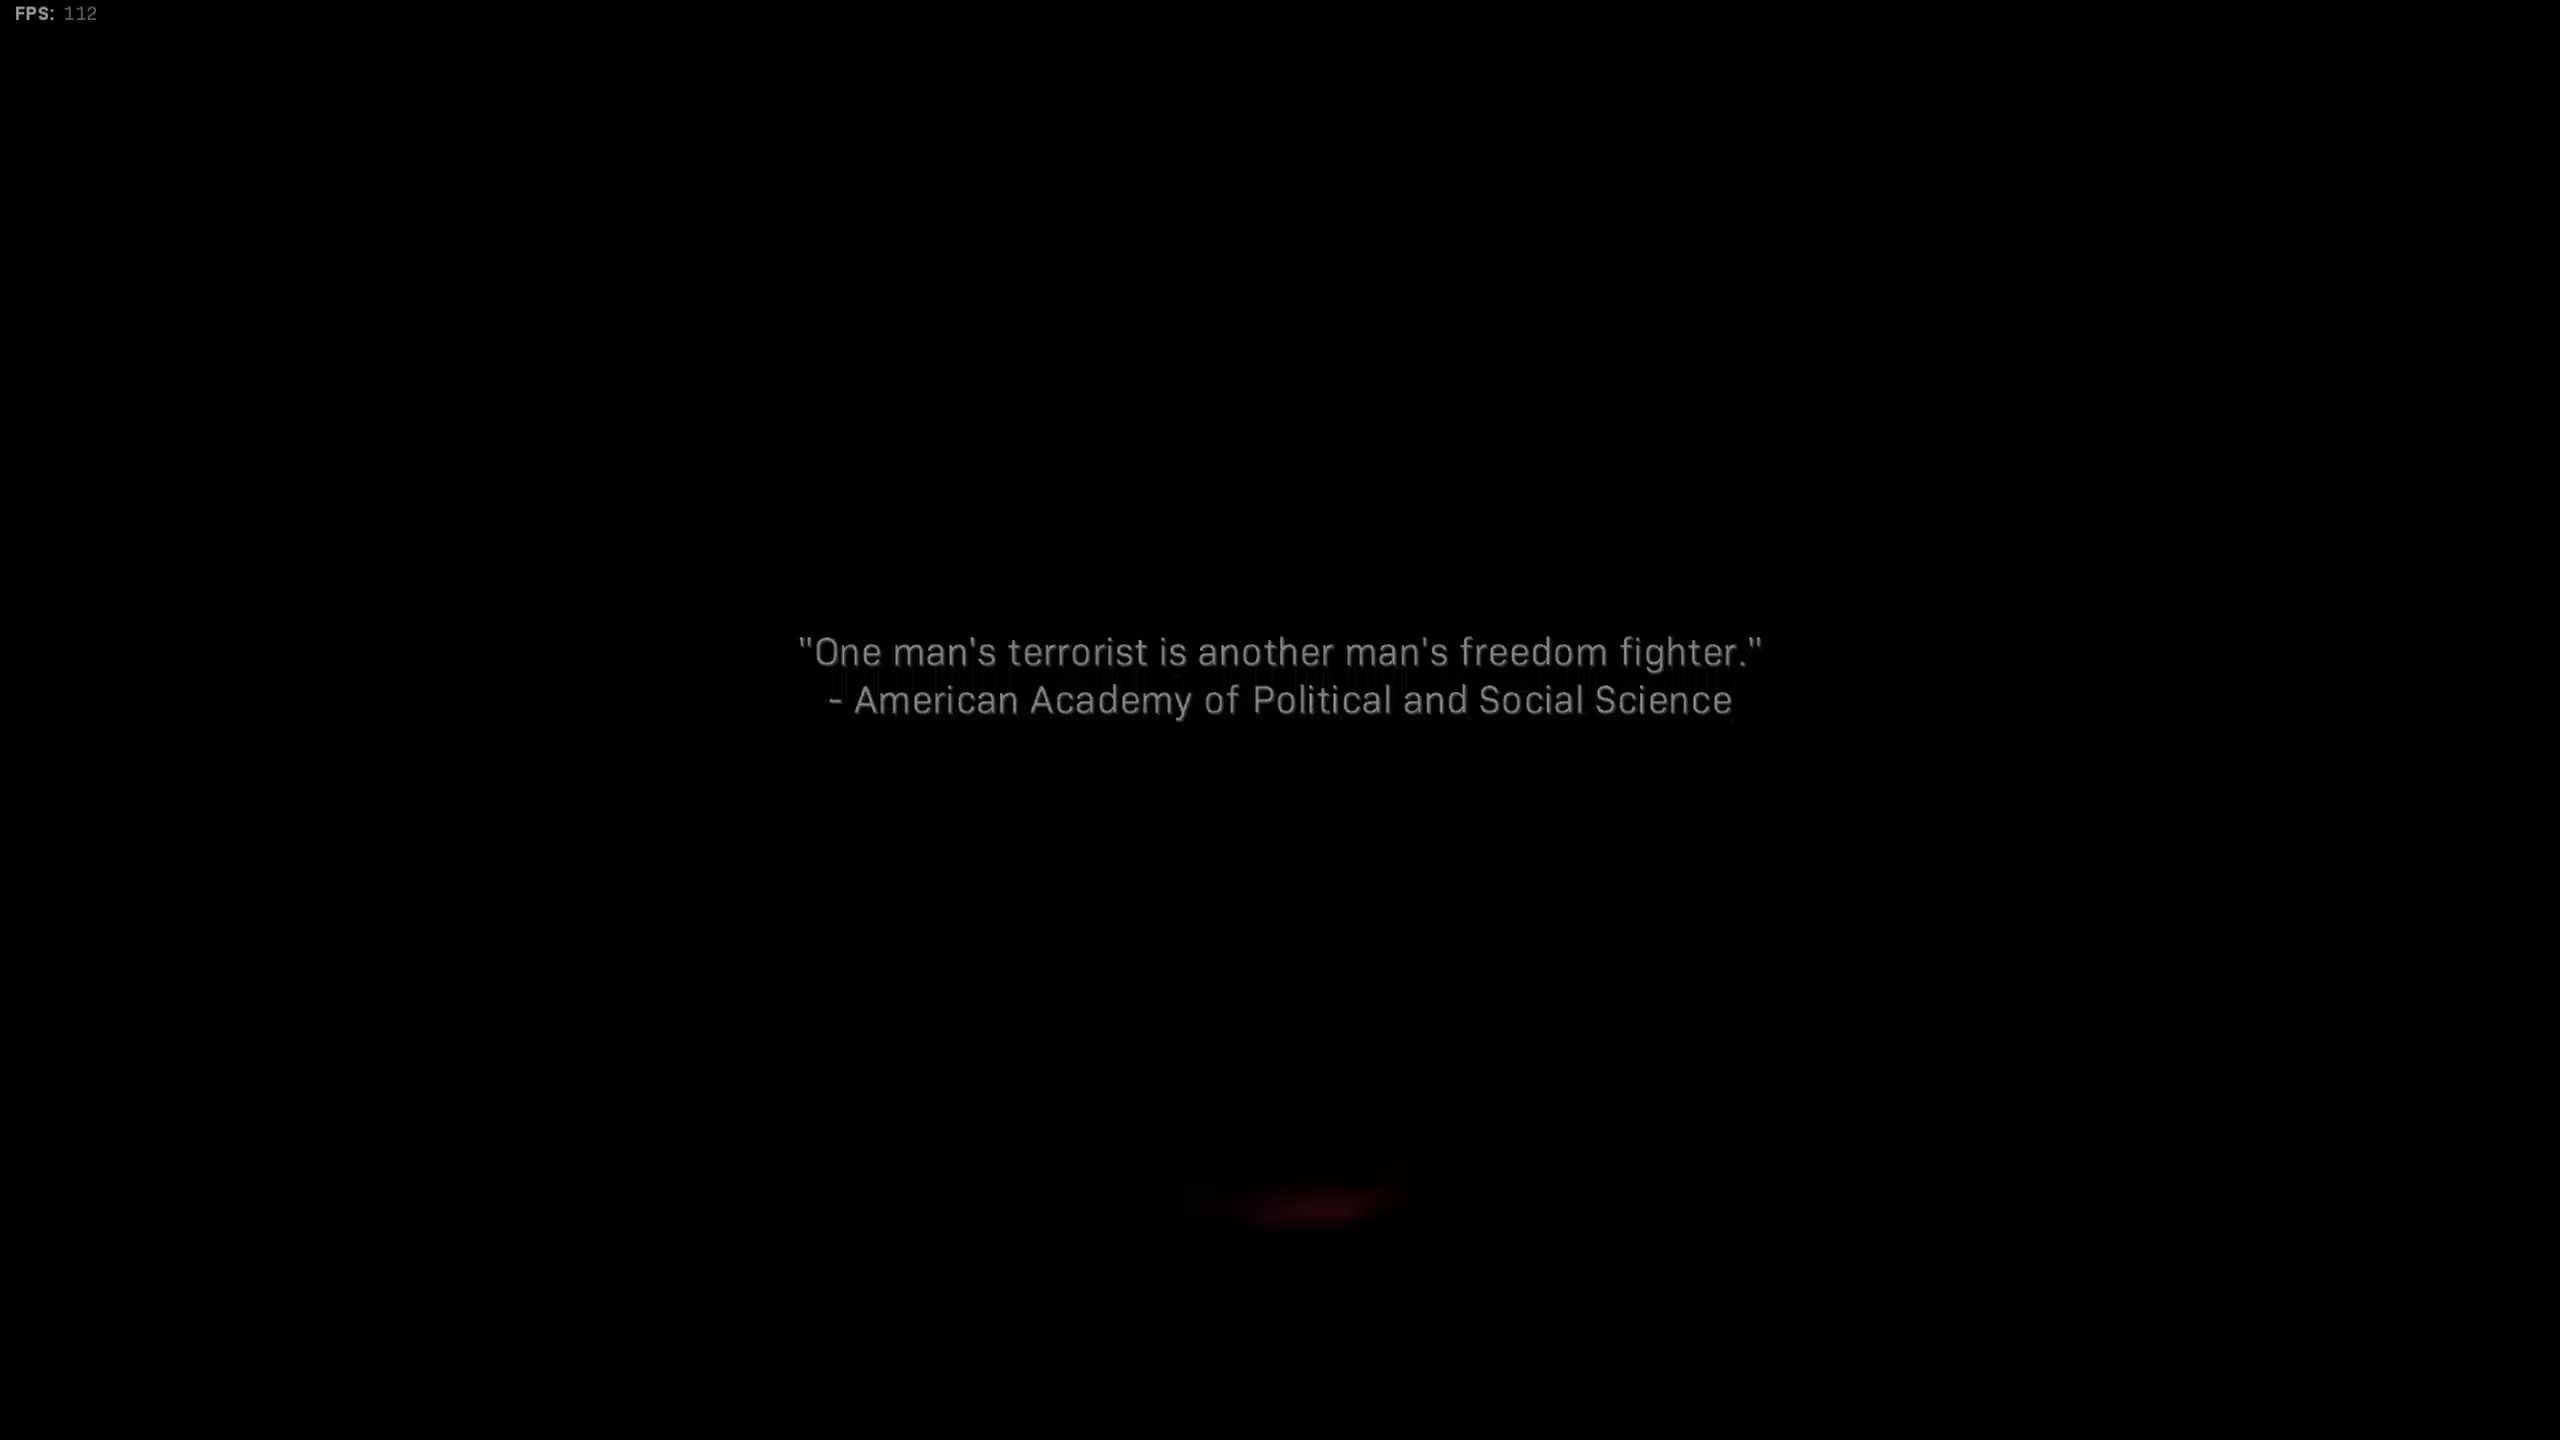 FPS: 112
"One man's terrorist is another man's freedom fighter."
- American Academy of Political and Social Science